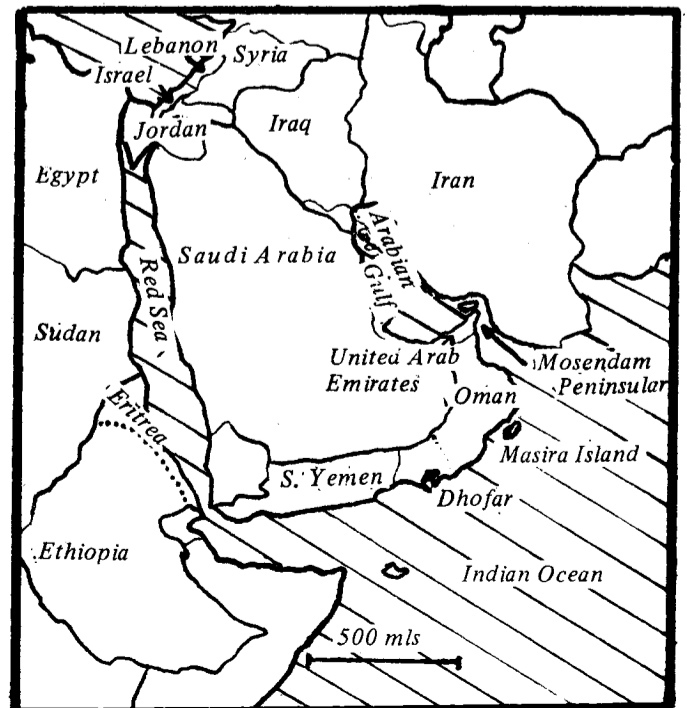 Lebanon
Syria
Israel
Jordan
Iraq
Egypt
Iran
Saudi Arabia
Arabian
Gulf
Red Sea
Sudan
United Arab
Emirates
Mosendam
Peninsular
Oman
Eritrea
Masira Island
S. Yemen
Dhofar
Ethiopia
Indian Ocean
500 mls